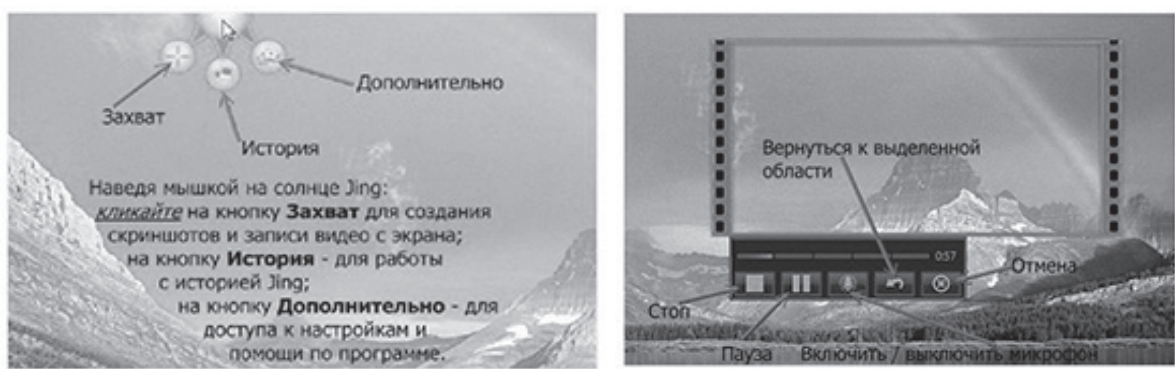 Дополнительно
Захват
История
Наведя мышкой на солнце Jing:
кликайте на кнопку Захват для создания
скриншотов и записи видео с экрана;
на кнопку История - для работы
с историей Jing;
на кнопку Дополнительно - для
доступа к настройкам и
помощи по программе.
Вернуться к выделенной
области
0:57
Отмена
Стоп
Пауза
Включить / выключить микрофон